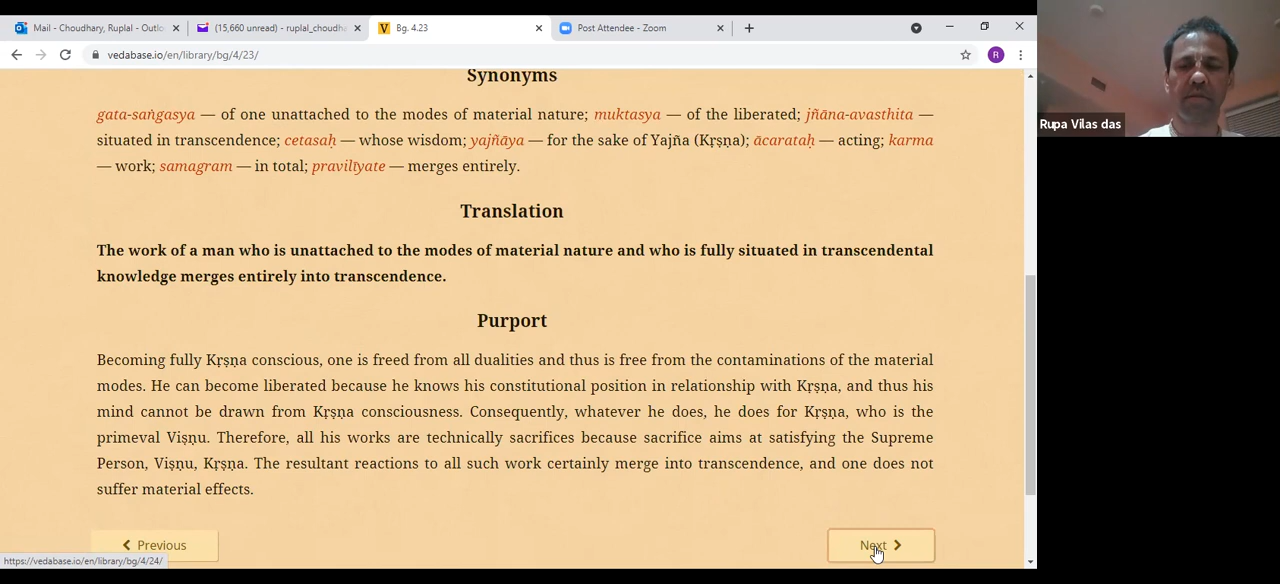 Mail - Choudhary, Ruplal - Outlo
(15,660 unread) - ruplal_choudha
Bg. 4.23
Post Attendee - Zoom
vedabase.io/en/library/bg/4/23/
R
Synonyms
gata-saṅgasya — of one unattached to the modes of material nature; muktasya — of the liberated; jñāna-avasthita —
situated in transcendence; cetasaḥ — whose wisdom; yajñāya — for the sake of Yajña (Kṛṣṇa); ācarataḥ — acting; karma
— work; samagram — in total; pravilīyate — merges entirely.
Translation
The work of a man who is unattached to the modes of material nature and who is fully situated in transcendental
knowledge merges entirely into transcendence.
Purport
Becoming fully Kṛṣṇa conscious, one is freed from all dualities and thus is free from the contaminations of the material
modes. He can become liberated because he knows his constitutional position in relationship with Kṛṣṇa, and thus his
mind cannot be drawn from Kṛṣṇa consciousness. Consequently, whatever he does, he does for Kṛṣṇa, who is the
primeval Viṣṇu. Therefore, all his works are technically sacrifices because sacrifice aims at satisfying the Supreme
Person, Viṣṇu, Kṛṣṇa. The resultant reactions to all such work certainly merge into transcendence, and one does not
suffer material effects.
Previous
Next
https://vedabase.io/en/library/bg/4/24/
Rupa Vilas das